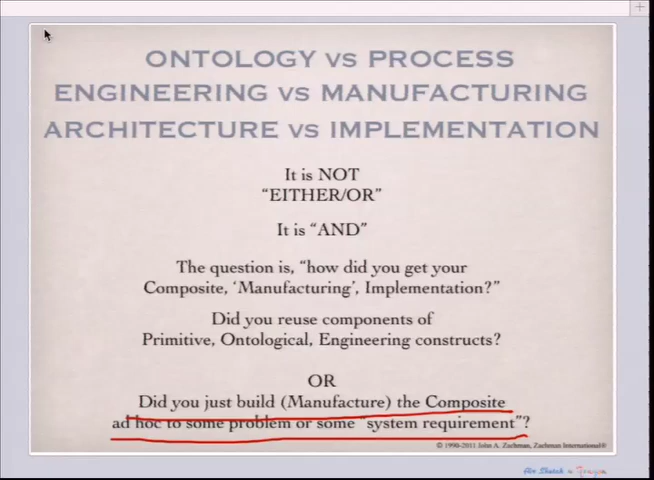 ONTOLOGY vs PROCESS
ENGINEERING vs MANUFACTURING
ARCHITECTURE vs IMPLEMENTATION
It is NOT
“EITHER/OR”
It is “AND”
The question is, “how did you get your
Composite, ‘Manufacturing’, Implementation?”
Did you reuse components of
Primitive, Ontological, Engineering constructs?
OR
Did you just build (Manufacture) the Composite
ad hoc to some problem or some “system requirement”?
© 1990-2011 John A. Zachman, Zachman International®